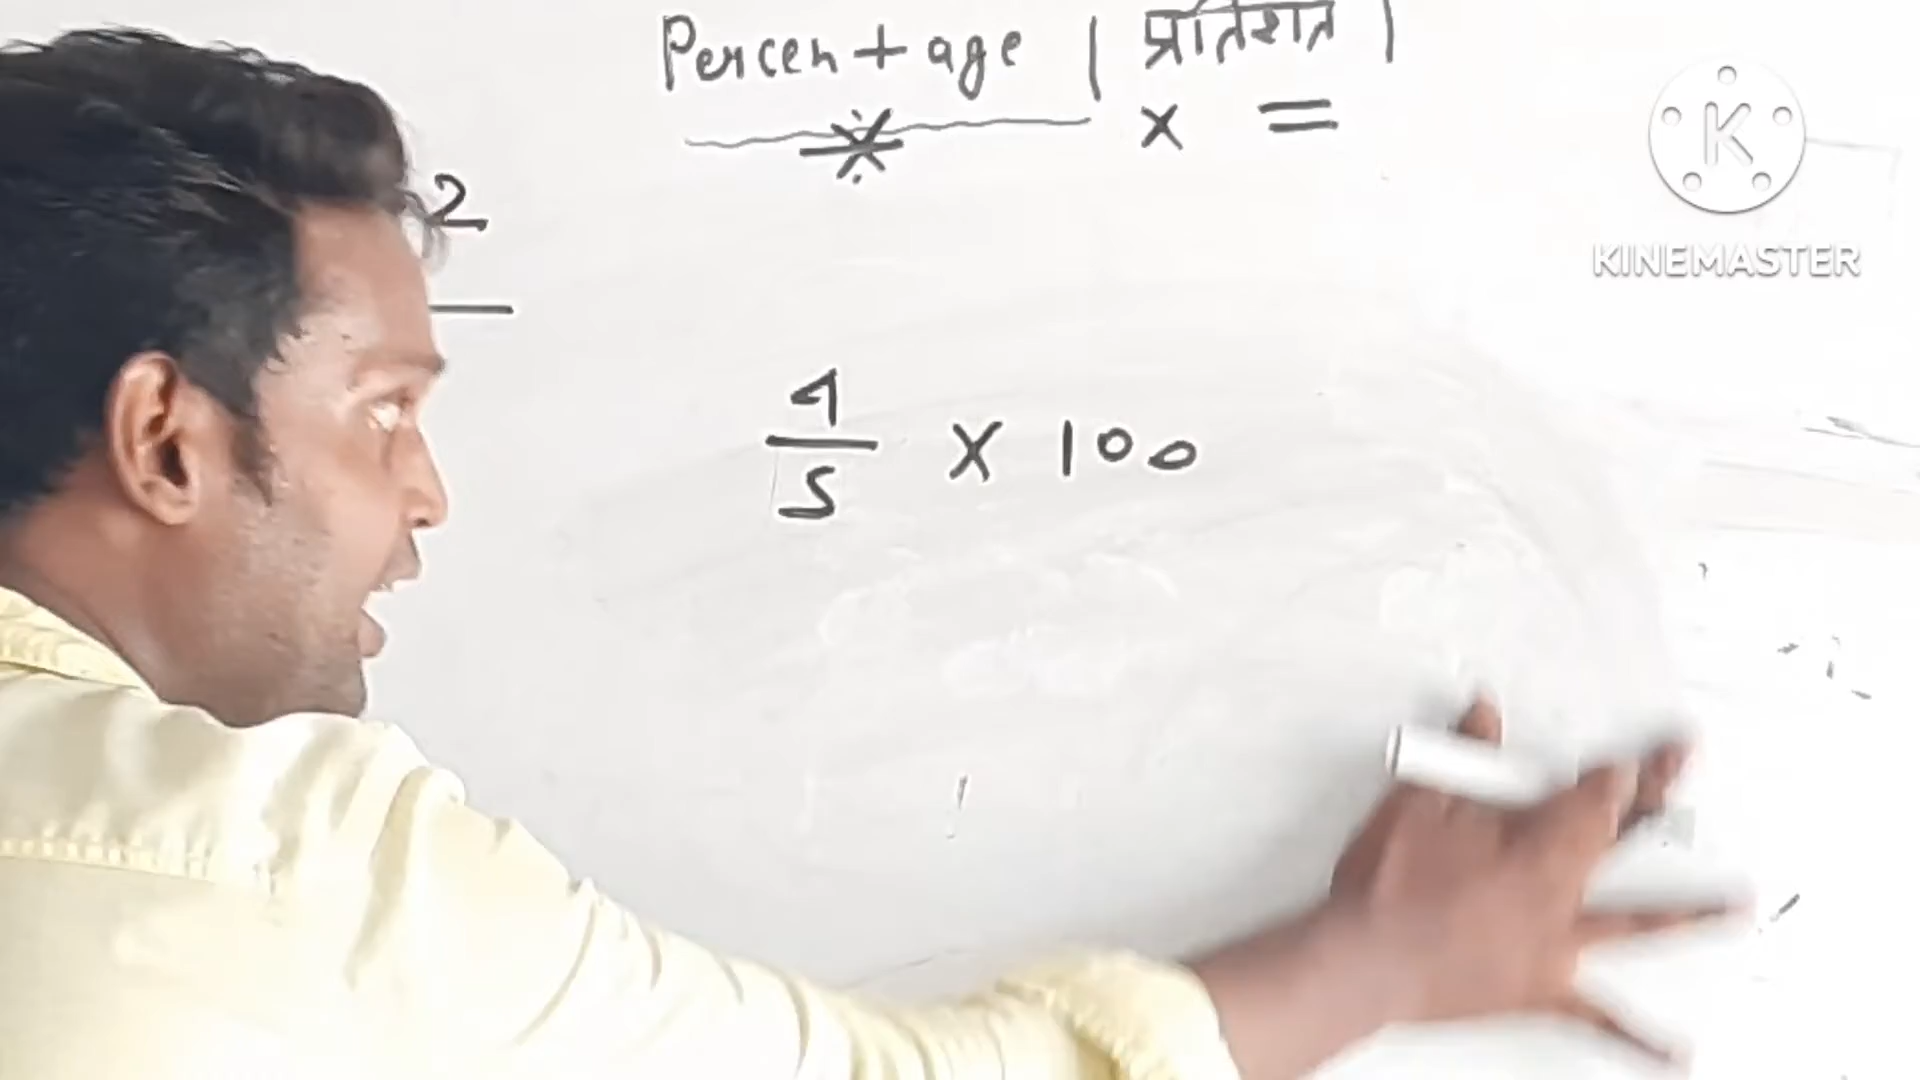 Percentage | प्रतिशत |
× =
2
4
5
× 100
K
KINEMASTER